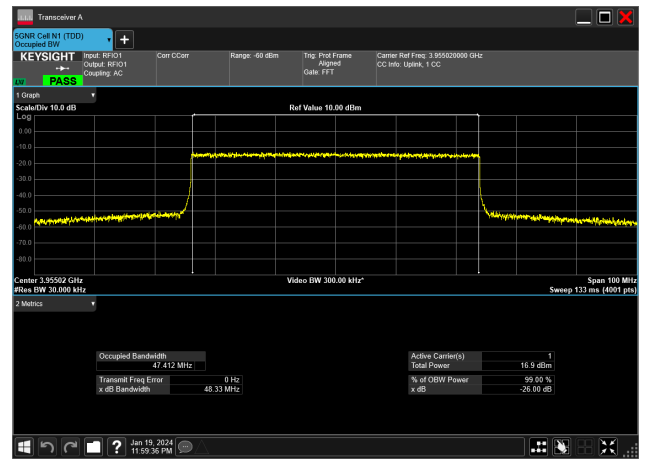 Transceiver A
5GNR Cell N1 (TDD)
Occupied BW
KEYSIGHT
LXI
PASS
Input: RFIO1
Output: RFIO1
Coupling: AC
Corr CCorr
Range: -60 dBm
Trig: Prot Frame
Aligned
Gate: FFT
Carrier Ref Freq: 3.955020000 GHz
CC Info: Uplink, 1 CC
1 Graph
Scale/Div 10.0 dB
Ref Value 10.00 dBm
Log
0.00
-10.0
-20.0
-30.0
-40.0
-50.0
-60.0
-70.0
-80.0
Center 3.95502 GHz
Video BW 300.00 kHz*
Span 100 MHz
#Res BW 30.000 kHz
Sweep 133 ms (4001 pts)
2 Metrics
Occupied Bandwidth
47.412 MHz
Transmit Freq Error 0 Hz
x dB Bandwidth 48.33 MHz
Active Carrier(s) 1
Total Power 16.9 dBm
% of OBW Power 99.00 %
x dB -26.00 dB
?
Jan 19, 2024
11:59:36 PM